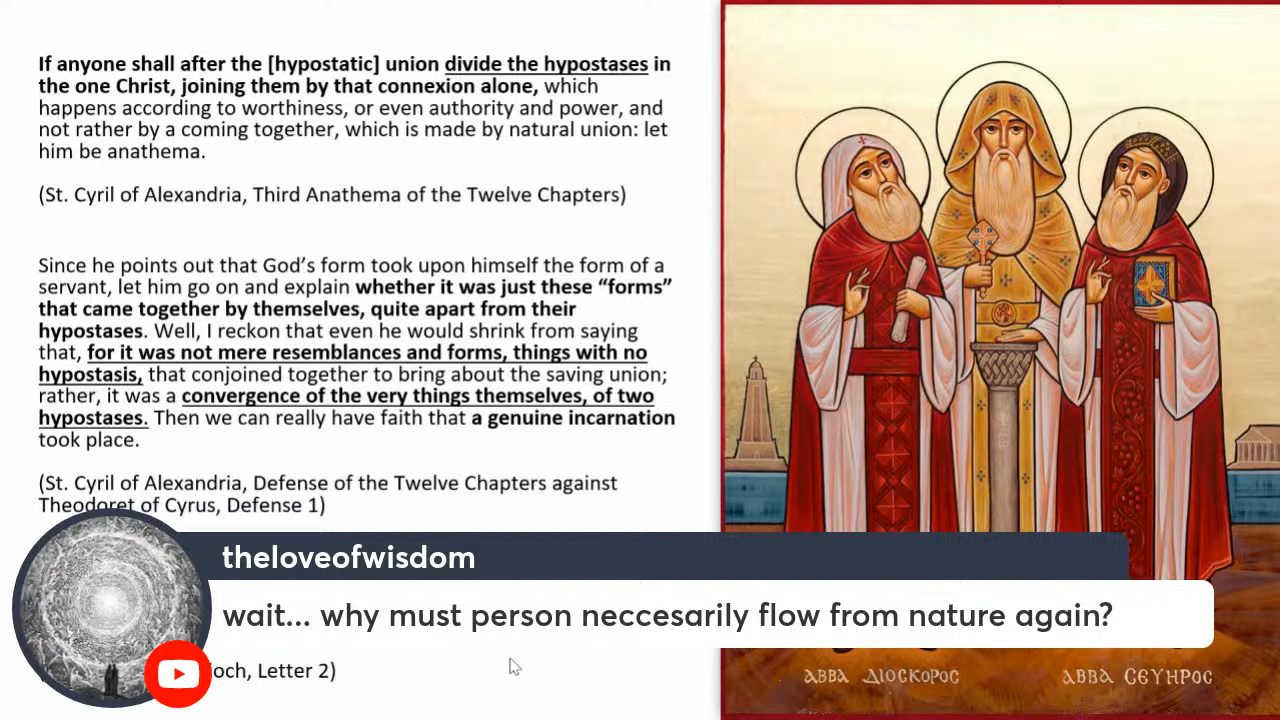 If anyone shall after the [hypostatic] union divide the hypostases in
the one Christ, joining them by that connexion alone, which
happens according to worthiness, or even authority and power, and
not rather by a coming together, which is made by natural union: let
him be anathema.
(St. Cyril of Alexandria, Third Anathema of the Twelve Chapters)
Since he points out that God’s form took upon himself the form of a
servant, let him go on and explain whether it was just these “forms”
that came together by themselves, quite apart from their
hypostases. Well, I reckon that even he would shrink from saying
that, for it was not mere resemblances and forms, things with no
hypostasis, that conjoined together to bring about the saving union;
rather, it was a convergence of the very things themselves, of two
hypostases. Then we can really have faith that a genuine incarnation
took place.
(St. Cyril of Alexandria, Defense of the Twelve Chapters against
Theodoret of Cyrus, Defense 1)
theloveofwisdom
wait... why must person neccesarily flow from nature again?
och, Letter 2)
ⲁⲃⲃⲁ ⲆⲒⲞⲤⲔⲞⲢⲞⲤ
ⲁⲃⲃⲁ ⲤⲈⲨⲎⲢⲞⲤ